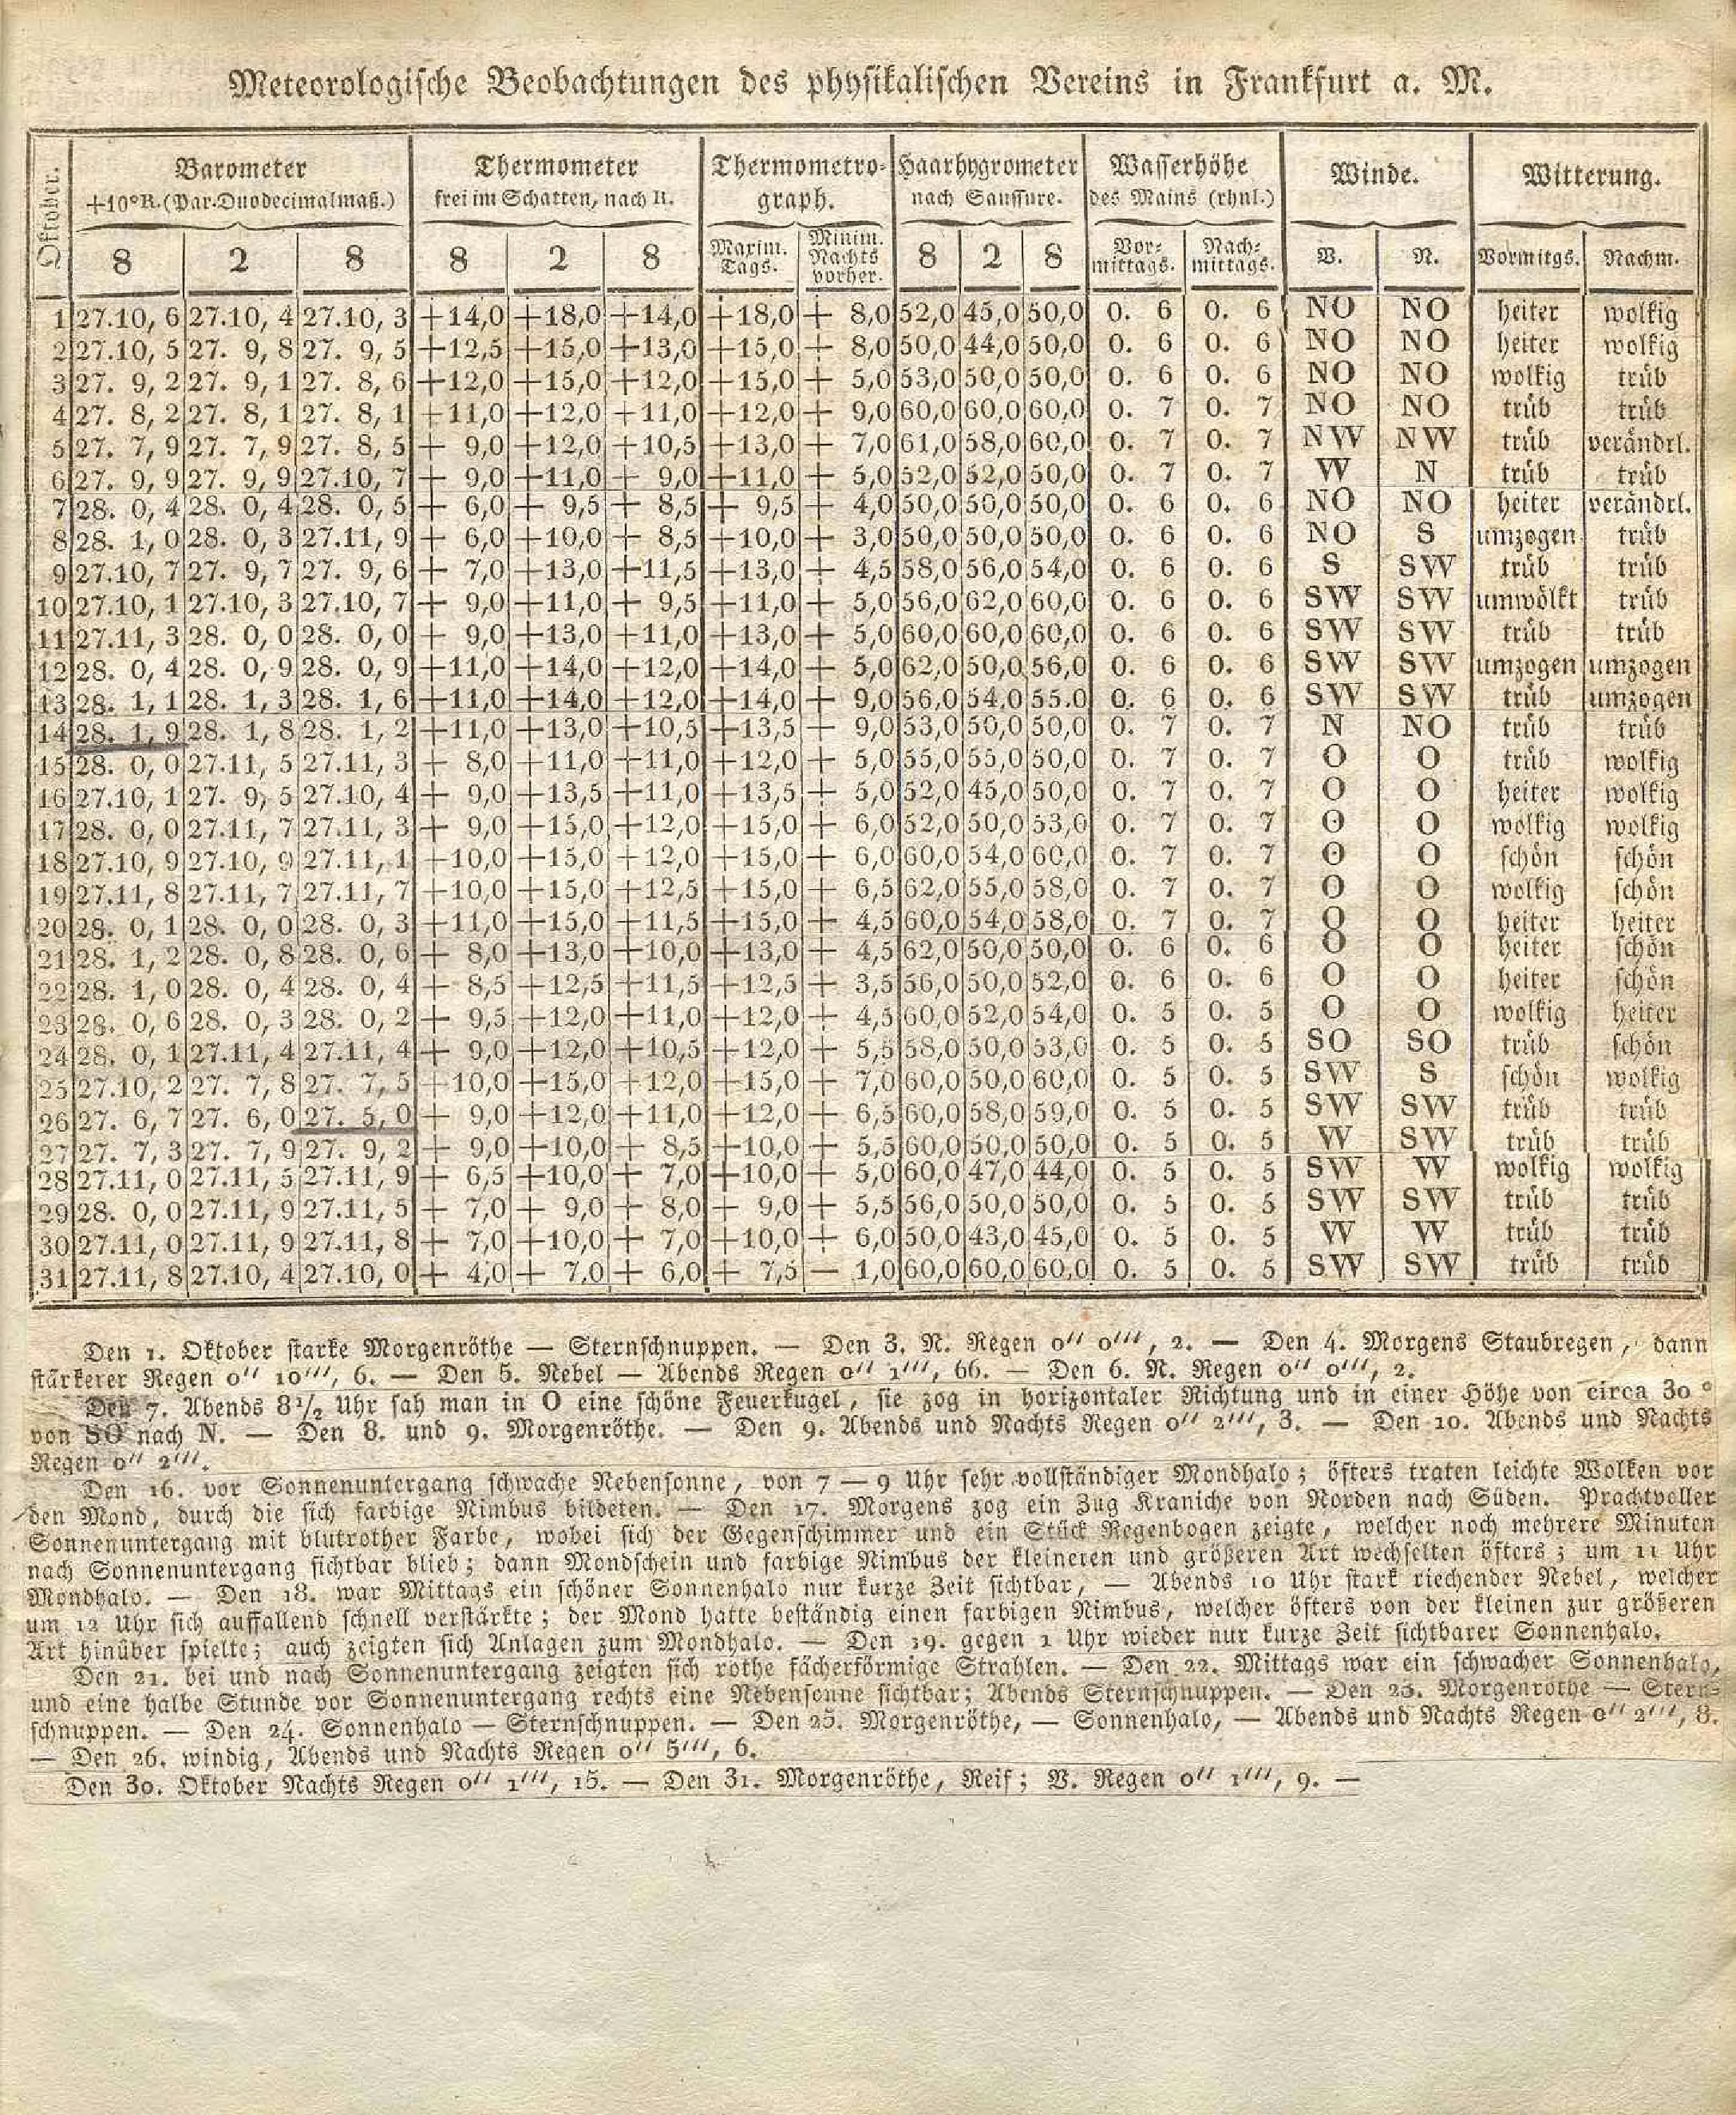 Meteorologische Beobachtungen des physikalischen Vereins in Frankfurt a. M.
Oktober. Barometer +10°R. (Par. Duodecimalmaß.) Thermometer frei im Schatten, nach R. Thermometrograph. Haarhygrometer nach Saussure. Wasserhöhe des Mains (rhnl.) Winde. Witterung.
8 2 8 8 2 8 Maxim. Tags. Minim. Nachts vorher. 8 2 8 Vormittags. Nachmittags. V. N. Vormitgs. Nachm.
1 27.10, 6 27.10, 4 27.10, 3 +14,0 +18,0 +14,0 +18,0 + 8,0 52,0 45,0 50,0 0. 6 0. 6 NO NO heiter wolkig
2 27.10, 5 27. 9, 8 27. 9, 5 +12,5 +15,0 +13,0 +15,0 + 8,0 50,0 44,0 50,0 0. 6 0. 6 NO NO heiter wolkig
3 27. 9, 2 27. 9, 1 27. 8, 6 +12,0 +15,0 +12,0 +15,0 + 5,0 53,0 50,0 50,0 0. 6 0. 6 NO NO wolkig trüb
4 27. 8, 2 27. 8, 1 27. 8, 1 +11,0 +12,0 +11,0 +12,0 + 9,0 60,0 60,0 60,0 0. 7 0. 7 NO NO trüb trüb
5 27. 7, 9 27. 7, 9 27. 8, 5 + 9,0 +12,0 +10,5 +13,0 + 7,0 61,0 58,0 60,0 0. 7 0. 7 NW NW trüb verändrl.
6 27. 9, 9 27. 9, 9 27.10, 7 + 9,0 +11,0 + 9,0 +11,0 + 5,0 52,0 52,0 50,0 0. 7 0. 7 W N trüb trüb
7 28. 0, 4 28. 0, 4 28. 0, 5 + 6,0 + 9,5 + 8,5 + 9,5 + 4,0 50,0 50,0 50,0 0. 6 0. 6 NO NO heiter verändrl.
8 28. 1, 0 28. 0, 3 27.11, 9 + 6,0 +10,0 + 8,5 +10,0 + 3,0 50,0 50,0 50,0 0. 6 0. 6 NO S umzogen trüb
9 27.10, 7 27. 9, 7 27. 9, 6 + 7,0 +13,0 +11,5 +13,0 + 4,5 58,0 56,0 54,0 0. 6 0. 6 S SW trüb trüb
10 27.10, 1 27.10, 3 27.10, 7 + 9,0 +11,0 + 9,5 +11,0 + 5,0 56,0 62,0 60,0 0. 6 0. 6 SW SW umwölkt trüb
11 27.11, 3 28. 0, 0 28. 0, 0 + 9,0 +13,0 +11,0 +13,0 + 5,0 60,0 60,0 60,0 0. 6 0. 6 SW SW trüb trüb
12 28. 0, 4 28. 0, 9 28. 0, 9 +11,0 +14,0 +12,0 +14,0 + 5,0 62,0 50,0 56,0 0. 6 0. 6 SW SW umzogen umzogen
13 28. 1, 1 28. 1, 3 28. 1, 6 +11,0 +14,0 +12,0 +14,0 + 9,0 56,0 54,0 55.0 0. 6 0. 6 SW SW trüb umzogen
14 28. 1, 9 28. 1, 8 28. 1, 2 +11,0 +13,0 +10,5 +13,5 + 9,0 53,0 50,0 50,0 0. 7 0. 7 N NO trüb trüb
15 28. 0, 0 27.11, 5 27.11, 3 + 8,0 +11,0 +11,0 +12,0 + 5,0 55,0 55,0 50,0 0. 7 0. 7 O O trüb wolkig
16 27.10, 1 27. 9, 5 27.10, 4 + 9,0 +13,5 +11,0 +13,5 + 5,0 52,0 45,0 50,0 0. 7 0. 7 O O heiter wolkig
17 28. 0, 0 27.11, 7 27.11, 3 + 9,0 +15,0 +12,0 +15,0 + 6,0 52,0 50,0 53,0 0. 7 0. 7 O O wolkig wolkig
18 27.10, 9 27.10, 9 27.11, 1 +10,0 +15,0 +12,0 +15,0 + 6,0 60,0 54,0 60,0 0. 7 0. 7 O O schön schön
19 27.11, 8 27.11, 7 27.11, 7 +10,0 +15,0 +12,5 +15,0 + 6,5 62,0 55,0 58,0 0. 7 0. 7 O O wolkig schön
20 28. 0, 1 28. 0, 0 28. 0, 3 +11,0 +15,0 +11,5 +15,0 + 4,5 60,0 54,0 58,0 0. 7 0. 7 O O heiter heiter
21 28. 1, 2 28. 0, 8 28. 0, 6 + 8,0 +13,0 +10,0 +13,0 + 4,5 62,0 50,0 50,0 0. 6 0. 6 O O heiter schön
22 28. 1, 0 28. 0, 4 28. 0, 4 + 8,5 +12,5 +11,5 +12,5 + 3,5 56,0 50,0 52,0 0. 6 0. 6 O O heiter schön
23 28. 0, 6 28. 0, 3 28. 0, 2 + 9,5 +12,0 +11,0 +12,0 + 4,5 60,0 52,0 54,0 0. 5 0. 5 O O wolkig heiter
24 28. 0, 1 27.11, 4 27.11, 4 + 9,0 +12,0 +10,5 +12,0 + 5,5 58,0 50,0 53,0 0. 5 0. 5 SO SO trüb schön
25 27.10, 2 27. 7, 8 27. 7, 5 +10,0 +15,0 +12,0 +15,0 + 7,0 60,0 50,0 60,0 0. 5 0. 5 SW S schön wolkig
26 27. 6, 7 27. 6, 0 27. 5, 0 + 9,0 +12,0 +11,0 +12,0 + 6,5 60,0 58,0 59,0 0. 5 0. 5 SW SW trüb trüb
27 27. 7, 3 27. 7, 9 27. 9, 2 + 9,0 +10,0 + 8,5 +10,0 + 5,5 60,0 50,0 50,0 0. 5 0. 5 W SW trüb trüb
28 27.11, 0 27.11, 5 27.11, 9 + 6,5 +10,0 + 7,0 +10,0 + 5,0 60,0 47,0 44,0 0. 5 0. 5 SW W wolkig wolkig
29 28. 0, 0 27.11, 9 27.11, 5 + 7,0 + 9,0 + 8,0 + 9,0 + 5,5 56,0 50,0 50,0 0. 5 0. 5 SW SW trüb trüb
30 27.11, 0 27.11, 9 27.11, 8 + 7,0 +10,0 + 7,0 +10,0 + 6,0 50,0 43,0 45,0 0. 5 0. 5 W W trüb trüb
31 27.11, 8 27.10, 4 27.10, 0 + 4,0 + 7,0 + 6,0 + 7,5 — 1,0 60,0 60,0 60,0 0. 5 0. 5 SW SW trüb trüb
Den 1. Oktober starke Morgenröthe — Sternschnuppen. — Den 3. N. Regen 0″ 0‴, 2. — Den 4. Morgens Staubregen, dann
stärkerer Regen 0″ 10‴, 6. — Den 5. Nebel — Abends Regen 0″ 1‴, 66. — Den 6. N. Regen 0″ 0‴, 2.
Den 7. Abends 8½ Uhr sah man in O eine schöne Feuerkugel, sie zog in horizontaler Richtung und in einer Höhe von circa 30°
von SO nach N. — Den 8. und 9. Morgenröthe. — Den 9. Abends und Nachts Regen 0″ 2‴, 3. — Den 10. Abends und Nachts
Regen 0″ 2‴.
Den 16. vor Sonnenuntergang schwache Nebensonne, von 7 — 9 Uhr sehr vollständiger Mondhalo; öfters traten leichte Wolken vor
den Mond, durch die sich farbige Nimbus bildeten. — Den 17. Morgens zog ein Zug Kraniche von Norden nach Süden. Prachtvoller
Sonnenuntergang mit blutrother Farbe, wobei sich der Gegenschimmer und ein Stück Regenbogen zeigte, welcher noch mehrere Minuten
nach Sonnenuntergang sichtbar blieb; dann Mondschein und farbige Nimbus der kleineren und größeren Art wechselten öfters; um 11 Uhr
Mondhalo. — Den 18. war Mittags ein schöner Sonnenhalo nur kurze Zeit sichtbar, — Abends 10 Uhr stark riechender Nebel, welcher
um 12 Uhr sich auffallend schnell verstärkte; der Mond hatte beständig einen farbigen Nimbus, welcher öfters von der kleinen zur größeren
Art hinüber spielte; auch zeigten sich Anlagen zum Mondhalo. — Den 19. gegen 1 Uhr wieder nur kurze Zeit sichtbarer Sonnenhalo.
Den 21. bei und nach Sonnenuntergang zeigten sich rothe fächerförmige Strahlen. — Den 22. Mittags war ein schwacher Sonnenhalo,
und eine halbe Stunde vor Sonnenuntergang rechts eine Nebensonne sichtbar; Abends Sternschnuppen. — Den 23. Morgenröthe — Stern-
schnuppen. — Den 24. Sonnenhalo — Sternschnuppen. — Den 25. Morgenröthe, — Sonnenhalo, — Abends und Nachts Regen 0″ 2‴, 8.
— Den 26. windig, Abends und Nachts Regen 0″ 5‴, 6.
Den 30. Oktober Nachts Regen 0″ 1‴, 15. — Den 31. Morgenröthe, Reif; V. Regen 0″ 1‴, 9. —